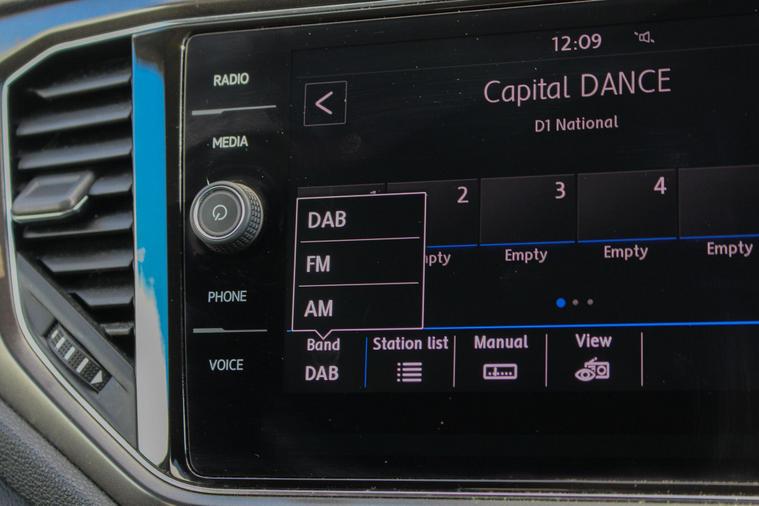 12:09
RADIO
Capital DANCE
D1 National
MEDIA
2
3
4
DAB
FM
AM
Empty
Empty
Empty
PHONE
VOICE
Band
DAB
Station list
Manual
View